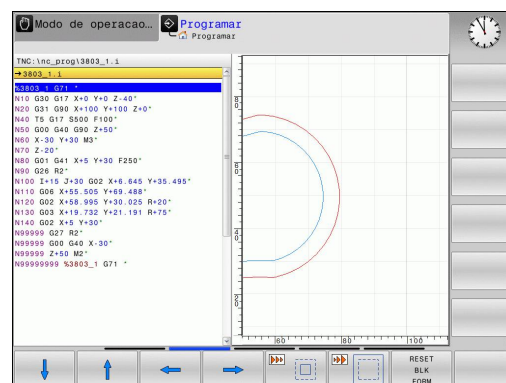 Modo de operacao... Programar
Programar
TNC:\nc_prog\3803_1.i
→3803_1.i
%3803_1 G71 *
N10 G30 G17 X+0 Y+0 Z-40*
N20 G31 G90 X+100 Y+100 Z+0*
N40 T5 G17 S500 F100*
N50 G00 G40 G90 Z+50*
N60 X-30 Y+30 M3*
N70 Z-20*
N80 G01 G41 X+5 Y+30 F250*
N90 G26 R2*
N100 I+15 J+30 G02 X+6.645 Y+35.495*
N110 G06 X+55.505 Y+69.488*
N120 G02 X+58.995 Y+30.025 R+20*
N130 G03 X+19.732 Y+21.191 R+75*
N140 G02 X+5 Y+30*
N99999 G27 R2*
N99999 G00 G40 X-30*
N99999 Z+50 M2*
N99999999 %3803_1 G71 *
60 80 100
RESET
BLK
FORM